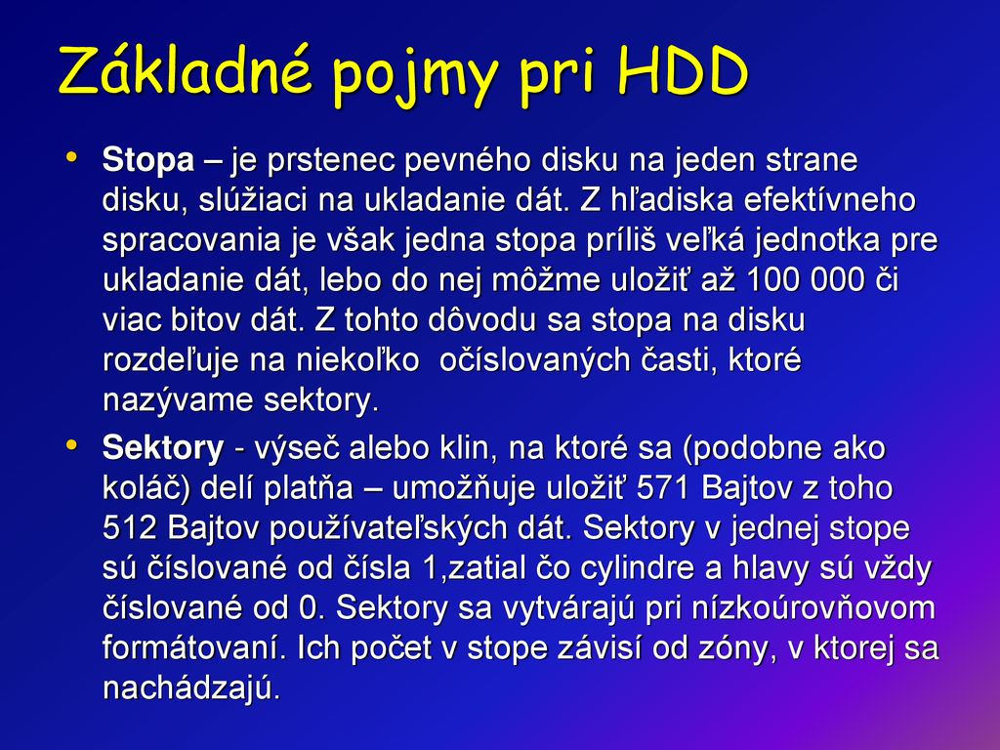 Základné pojmy pri HDD
• Stopa – je prstenec pevného disku na jeden strane
disku, slúžiaci na ukladanie dát. Z hľadiska efektívneho
spracovania je však jedna stopa príliš veľká jednotka pre
ukladanie dát, lebo do nej môžme uložiť až 100 000 či
viac bitov dát. Z tohto dôvodu sa stopa na disku
rozdeľuje na niekoľko  očíslovaných časti, ktoré
nazývame sektory.
• Sektory - výseč alebo klin, na ktoré sa (podobne ako
koláč) delí platňa – umožňuje uložiť 571 Bajtov z toho
512 Bajtov používateľských dát. Sektory v jednej stope
sú číslované od čísla 1,zatial čo cylindre a hlavy sú vždy
číslované od 0. Sektory sa vytvárajú pri nízkoúrovňovom
formátovaní. Ich počet v stope závisí od zóny, v ktorej sa
nachádzajú.